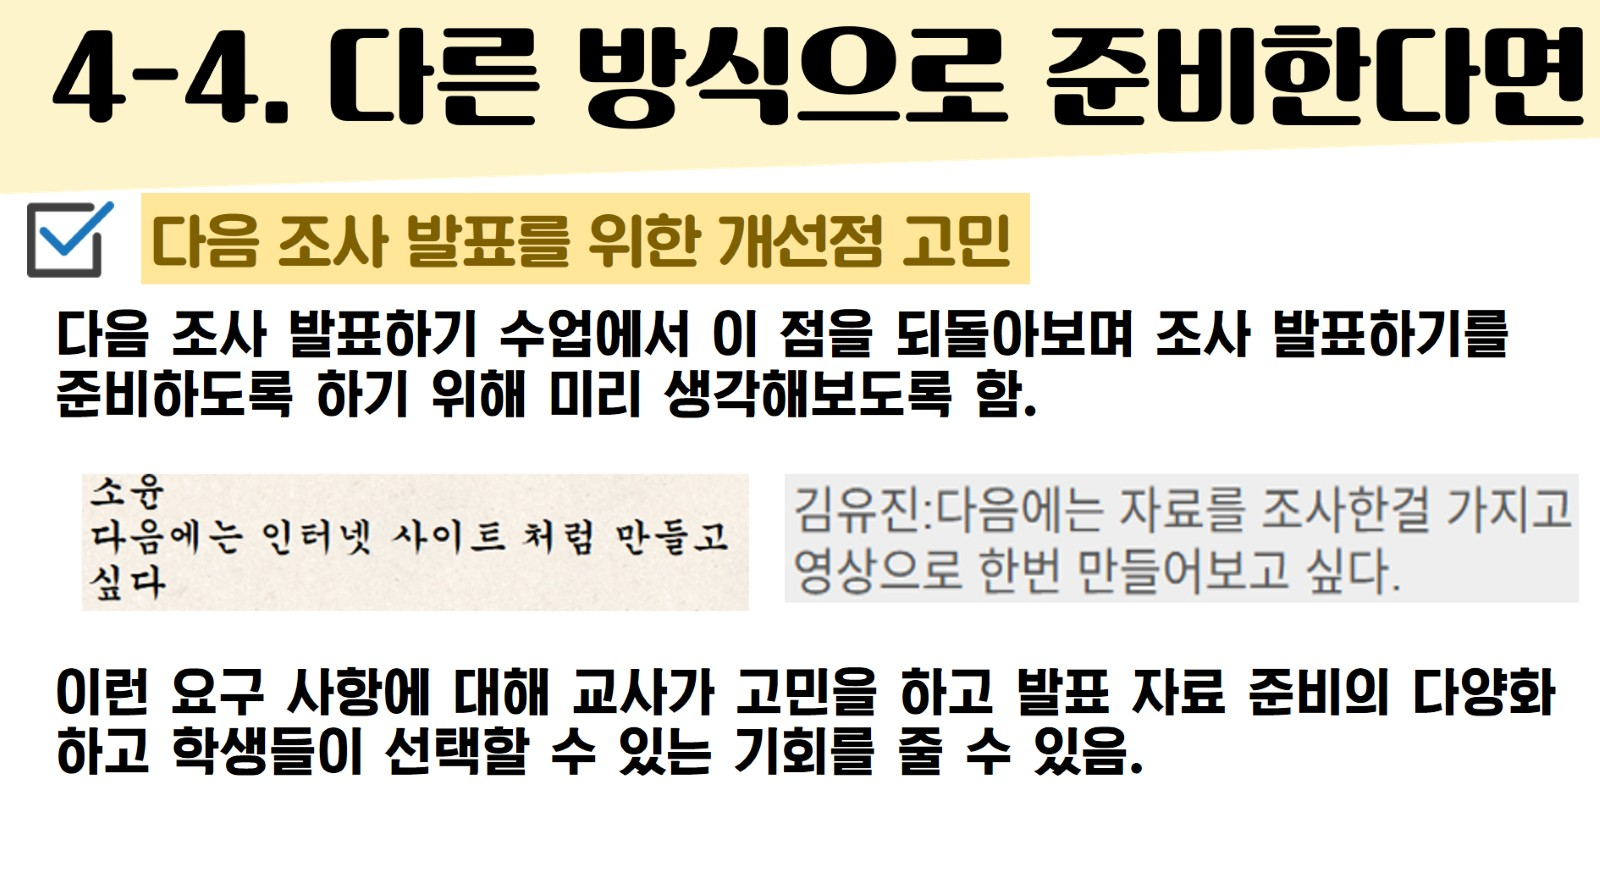 4-4. 다른 방식으로 준비한다면
다음 조사 발표를 위한 개선점 고민
다음 조사 발표하기 수업에서 이 점을 되돌아보며 조사 발표하기를
준비하도록 하기 위해 미리 생각해보도록 함.
소윤
다음에는 인터넷 사이트 처럼 만들고
싶다
김유진:다음에는 자료를 조사한걸 가지고
영상으로 한번 만들어보고 싶다.
이런 요구 사항에 대해 교사가 고민을 하고 발표 자료 준비의 다양화
하고 학생들이 선택할 수 있는 기회를 줄 수 있음.